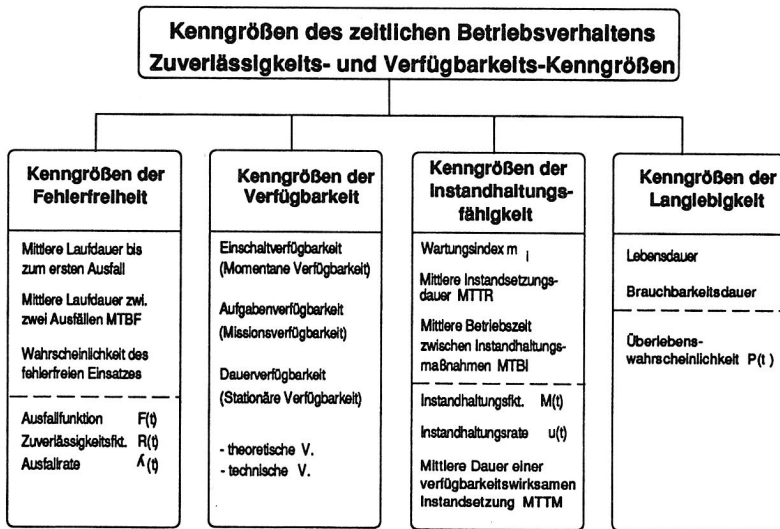 Kenngrößen des zeitlichen Betriebsverhaltens
Zuverlässigkeits- und Verfügbarkeits-Kenngrößen
Kenngrößen der
Fehlerfreiheit
Mittlere Laufdauer bis
zum ersten Ausfall
Mittlere Laufdauer zwi.
zwei Ausfällen MTBF
Wahrscheinlichkeit des
fehlerfreien Einsatzes
Ausfallfunktion F(t)
Zuverlässigkeitsfkt. R(t)
Ausfallrate ʎ(t)
Kenngrößen der
Verfügbarkeit
Einschaltverfügbarkeit
(Momentane Verfügbarkeit)
Aufgabenverfügbarkeit
(Missionsverfügbarkeit)
Dauerverfügbarkeit
(Stationäre Verfügbarkeit)
- theoretische V.
- technische V.
Kenngrößen der
Instandhaltungs-
fähigkeit
Wartungsindex m i
Mittlere Instandsetzungs-
dauer MTTR
Mittlere Betriebszeit
zwischen Instandhaltungs-
maßnahmen MTBI
Instandhaltungsfkt. M(t)
Instandhaltungsrate u(t)
Mittlere Dauer einer
verfügbarkeitswirksamen
Instandsetzung MTTM
Kenngrößen der
Langlebigkeit
Lebensdauer
Brauchbarkeitsdauer
Überlebens-
wahrscheinlichkeit P(t)